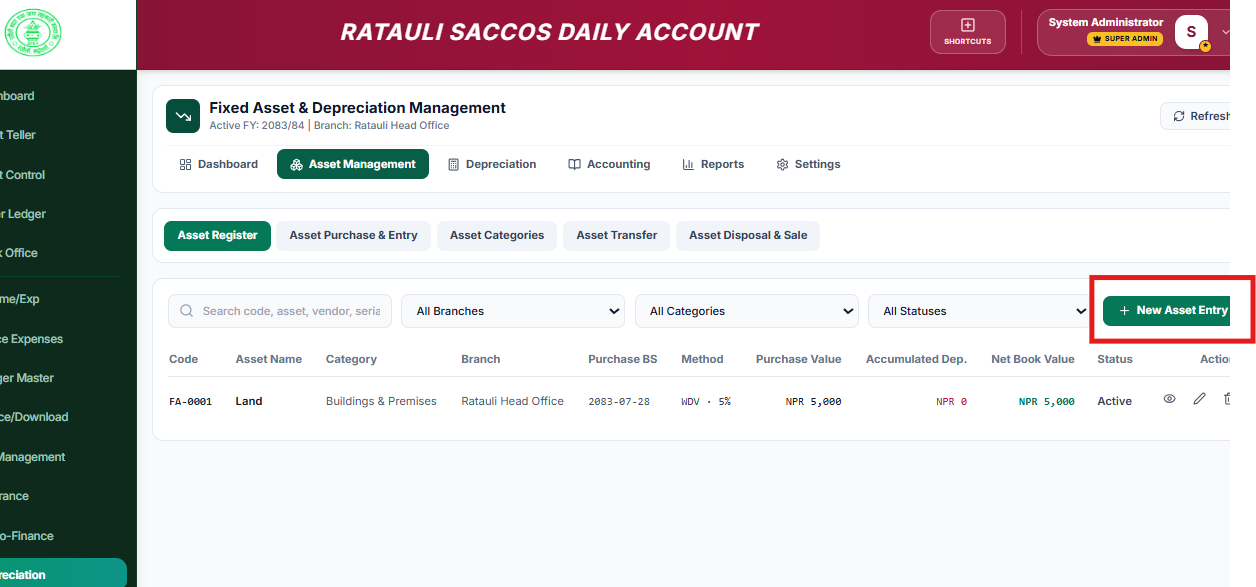 RATAULI SACCOS DAILY ACCOUNT
SHORTCUTS
System Administrator
SUPER ADMIN
S
hboard
t Teller
t Control
r Ledger
Office
me/Exp
e Expenses
ger Master
ce/Download
Management
rance
o-Finance
reciation
Fixed Asset & Depreciation Management
Active FY: 2083/84 | Branch: Ratauli Head Office
Refresh
Dashboard Asset Management Depreciation Accounting Reports Settings
Asset Register Asset Purchase & Entry Asset Categories Asset Transfer Asset Disposal & Sale
Search code, asset, vendor, seria All Branches All Categories All Statuses + New Asset Entry
Code Asset Name Category Branch Purchase BS Method Purchase Value Accumulated Dep. Net Book Value Status Actio
FA-0001 Land Buildings & Premises Ratauli Head Office 2083-07-28 WDV · 5% NPR 5,000 NPR 0 NPR 5,000 Active